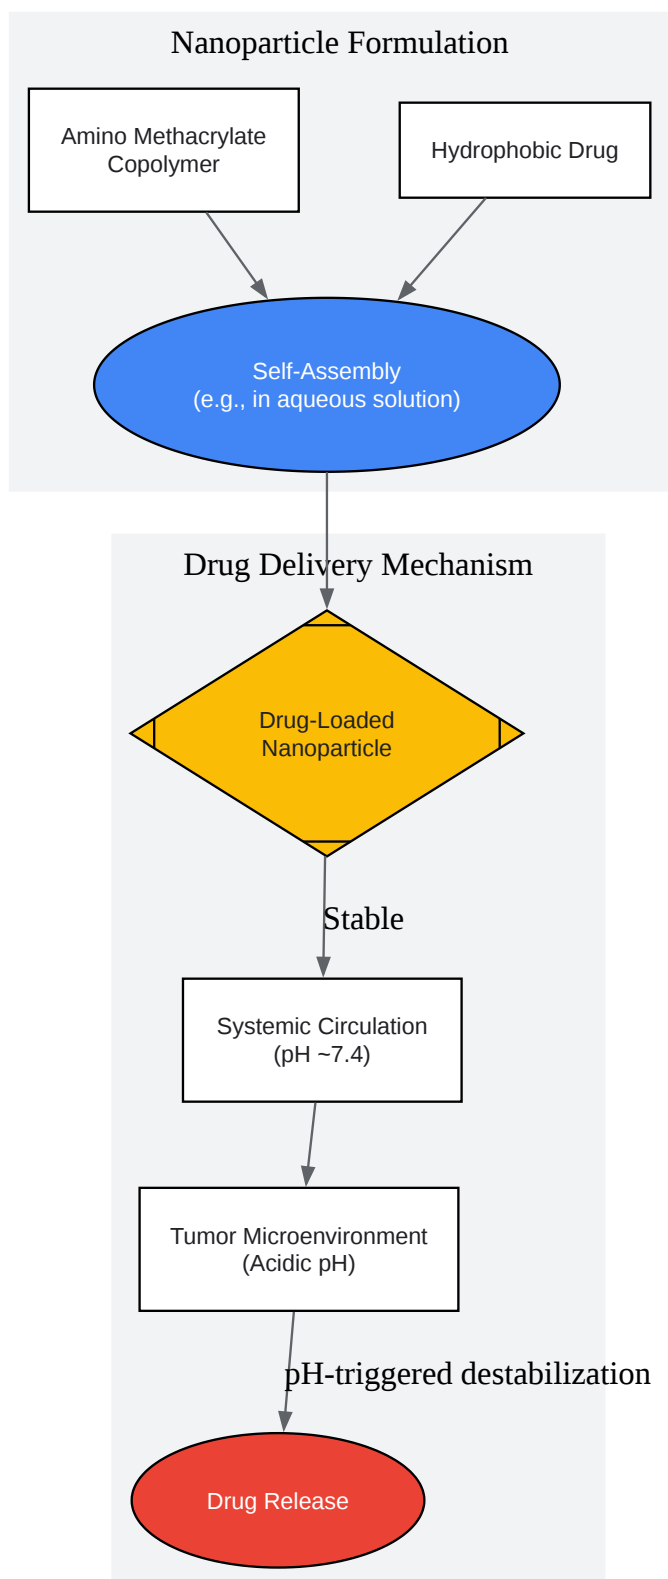 Nanoparticle Formulation
Amino Methacrylate
Copolymer
Hydrophobic Drug
Self-Assembly
(e.g., in aqueous solution)
Drug Delivery Mechanism
Drug-Loaded
Nanoparticle
Stable
Systemic Circulation
(pH ~7.4)
Tumor Microenvironment
(Acidic pH)
pH-triggered destabilization
Drug Release